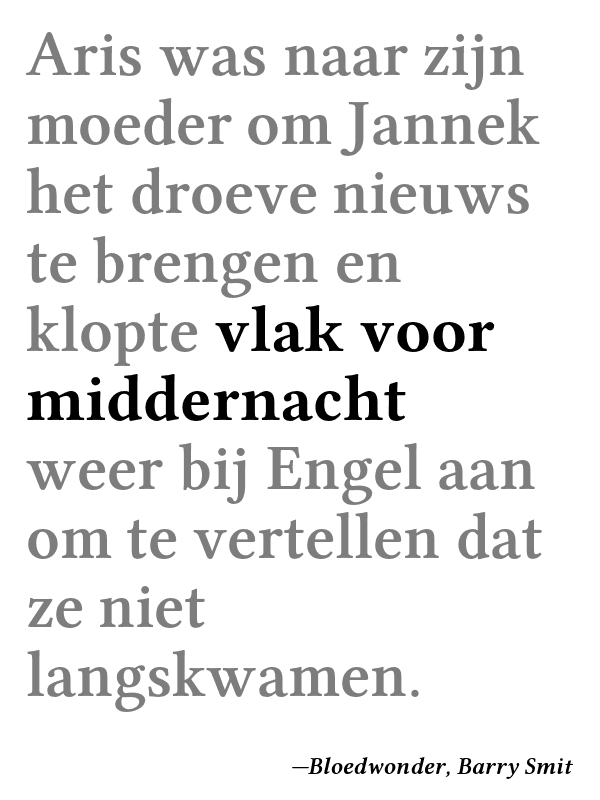 Aris was naar zijn
moeder om Jannek
het droeve nieuws
te brengen en
klopte vlak voor
middernacht
weer bij Engel aan
om te vertellen dat
ze niet
langskwamen.
—Bloedwonder, Barry Smit